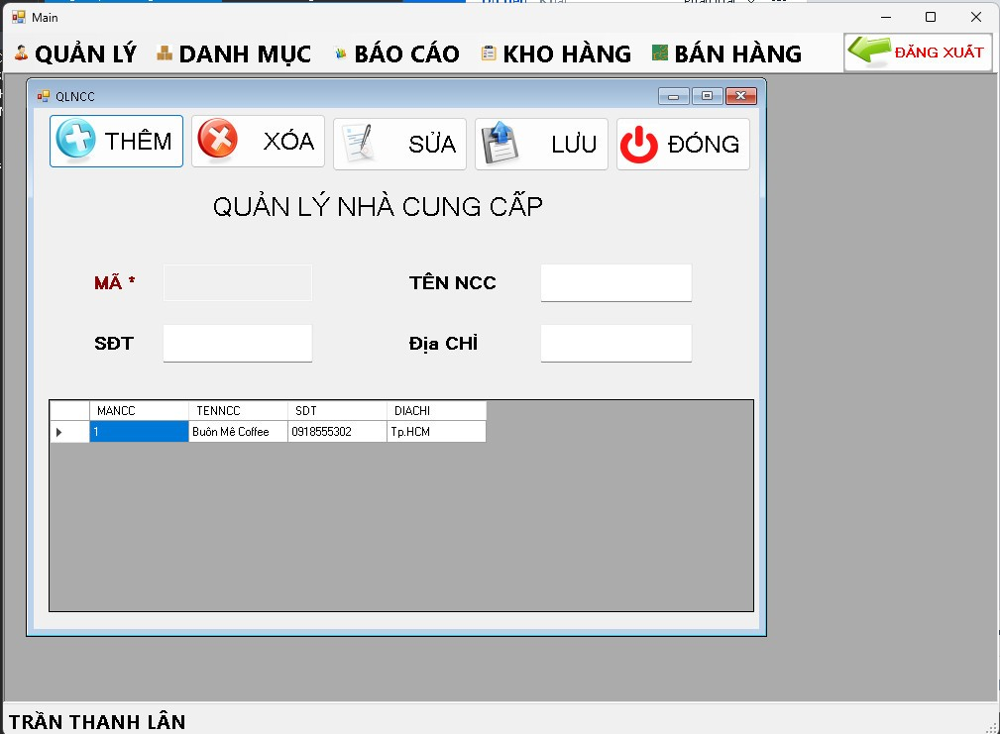 Main
QUẢN LÝ DANH MỤC BÁO CÁO KHO HÀNG BÁN HÀNG ĐĂNG XUẤT
QLNCC
THÊM XÓA SỬA LƯU ĐÓNG
QUẢN LÝ NHÀ CUNG CẤP
MÃ * TÊN NCC
SĐT Địa CHỈ
MANCC TENNCC SDT DIACHI
1 Buôn Mê Coffee 0918555302 Tp.HCM
TRẦN THANH LÂN